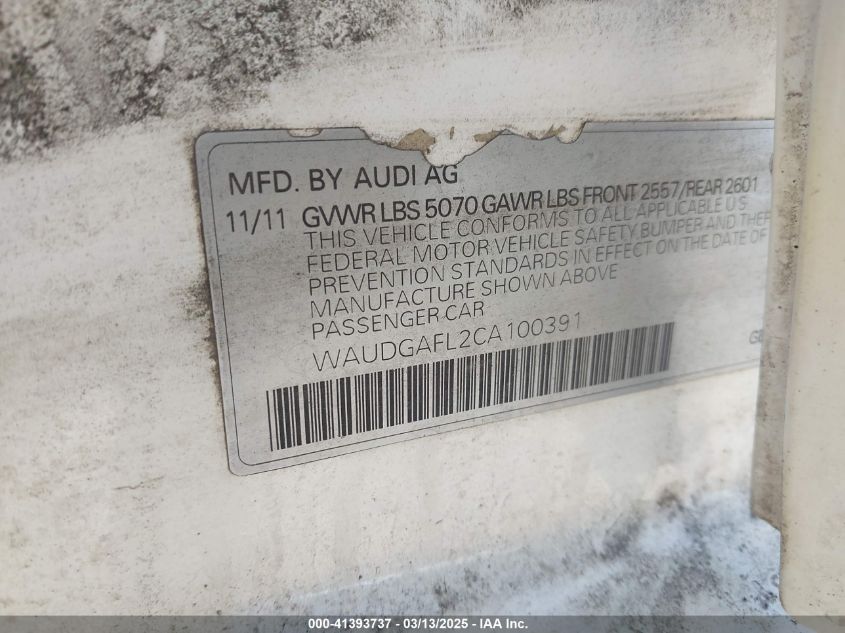 MFD. BY AUDI AG
11/11 GVWR LBS 5070 GAWR LBS FRONT 2557/REAR 2601
THIS VEHICLE CONFORMS TO ALL APPLICABLE U.S
FEDERAL MOTOR VEHICLE SAFETY BUMPER AND THEF
PREVENTION STANDARDS IN EFFECT ON THE DATE OF
MANUFACTURE SHOWN ABOVE
PASSENGER CAR
WAUDGAFL2CA100391
000-41393737 - 03/13/2025 - IAA Inc.